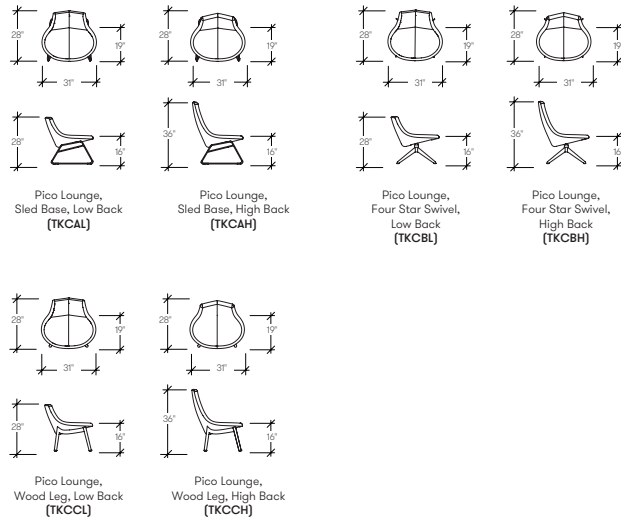 28"
19"
31"
28"
19"
31"
28"
19"
31"
28"
19"
31"
28"
16"
36"
16"
28"
16"
36"
16"
Pico Lounge,
Sled Base, Low Back
(TKCAL)
Pico Lounge,
Sled Base, High Back
(TKCAH)
Pico Lounge,
Four Star Swivel,
Low Back
(TKCBL)
Pico Lounge,
Four Star Swivel,
High Back
(TKCBH)
28"
19"
31"
28"
19"
31"
28"
16"
36"
16"
Pico Lounge,
Wood Leg, Low Back
(TKCCL)
Pico Lounge,
Wood Leg, High Back
(TKCCH)